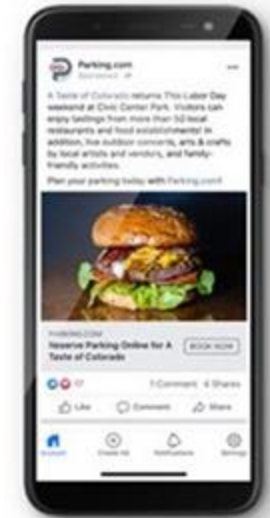 Parking.com
Sponsored
A Taste of Colorado returns This Labor Day
weekend at Civic Center Park. Visitors can
enjoy tastings from more than 50 local
restaurants and food establishments! In
addition, live outdoor concerts, arts & crafts
by local artists and vendors, and family-
friendly activities.
Plan your parking today with Parking.com!
PARKING.COM
Reserve Parking Online for A
Taste of Colorado
BOOK NOW
1 Comment 6 Shares
Like Comment Share
Create Ad Notifications Settings